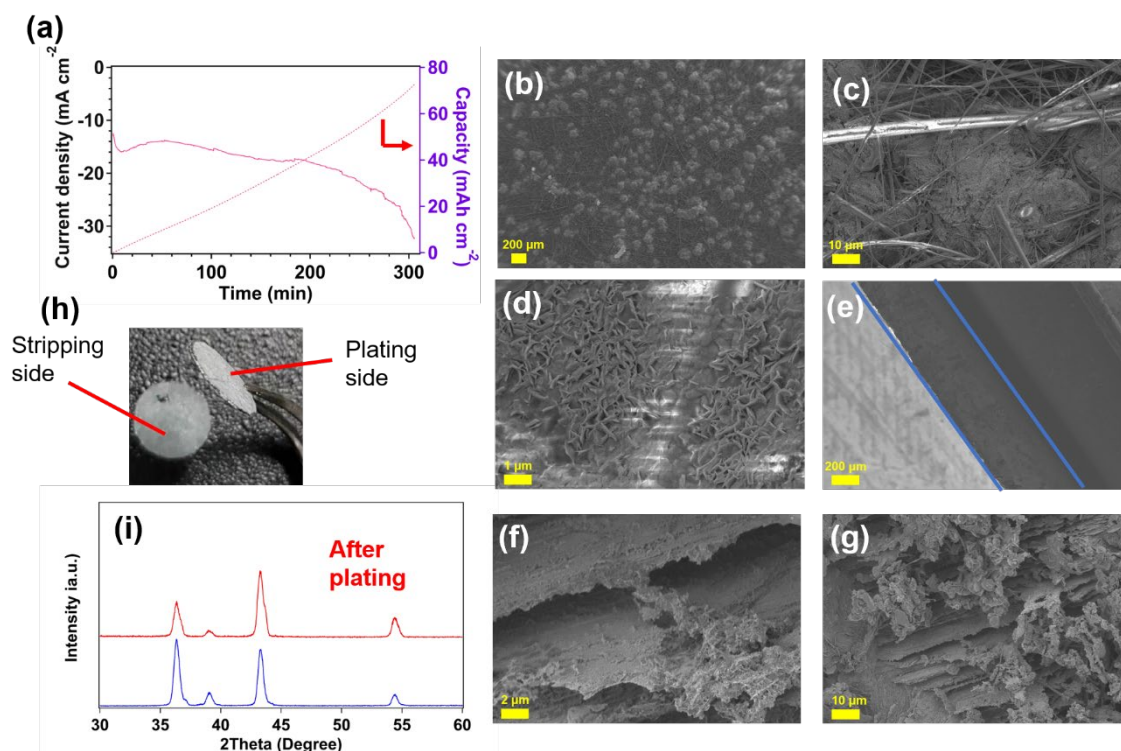 (a)
Current density (mA cm-2)
0
-10
-20
-30
80
60
40
20
0
Capacity (mAh cm-2)
0
100
200
300
Time (min)
(b)
200 µm
(c)
10 µm
(h)
Stripping
side
Plating
side
(d)
1 µm
(e)
200 µm
(i)
After
plating
Intensity ia.u.)
30
35
40
45
50
55
60
2Theta (Degree)
(f)
2 µm
(g)
10 µm